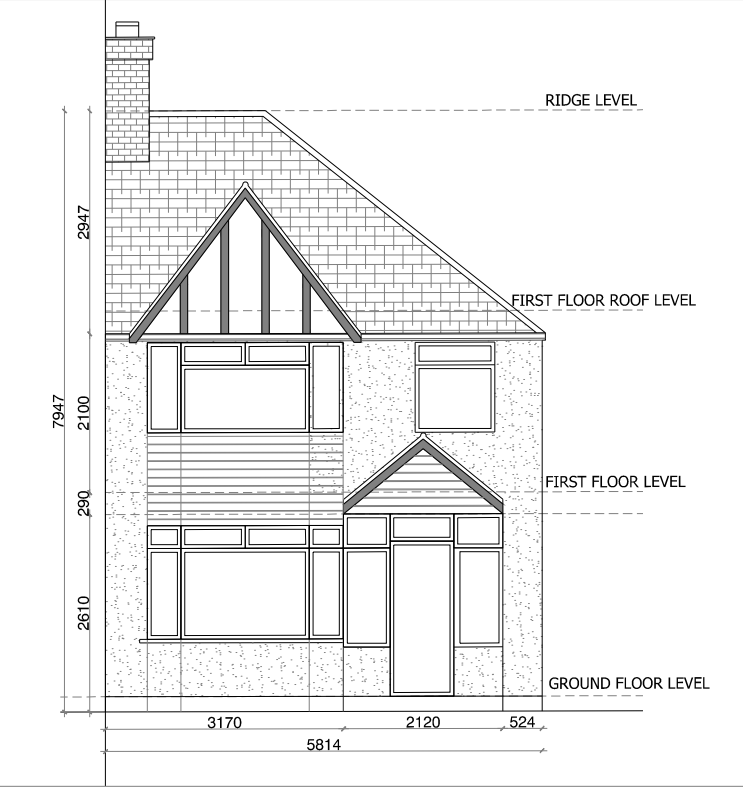 RIDGE LEVEL
2947
FIRST FLOOR ROOF LEVEL
7947
2100
FIRST FLOOR LEVEL
290
2610
GROUND FLOOR LEVEL
3170
2120
524
5814